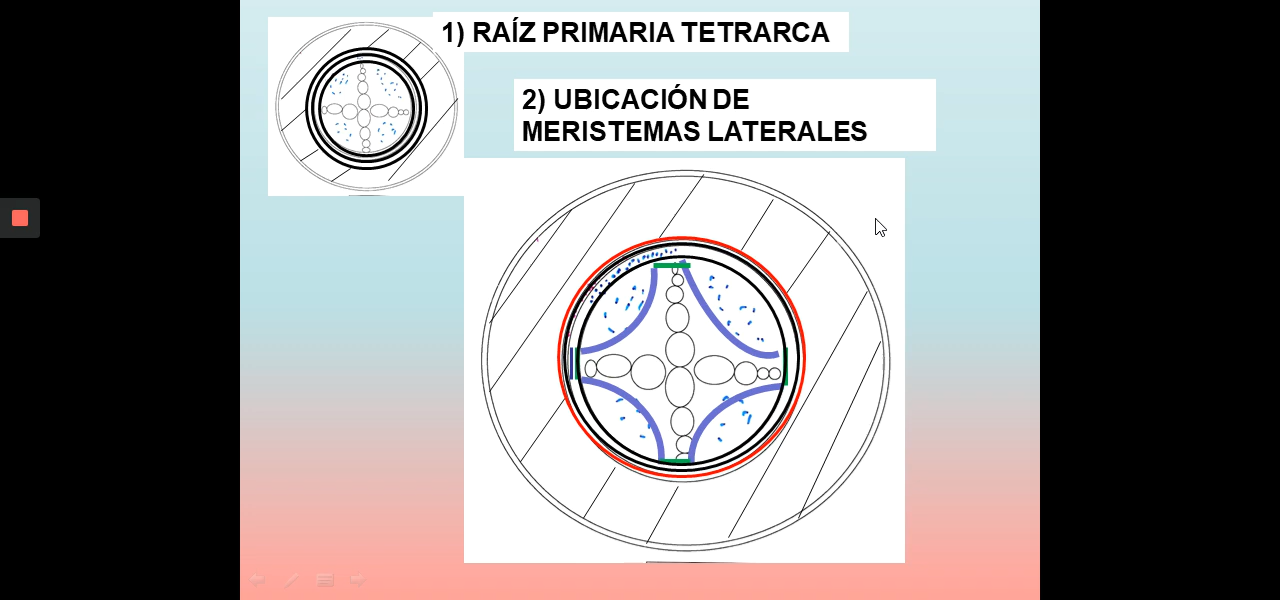 1) RAÍZ PRIMARIA TETRARCA
2) UBICACIÓN DE
MERISTEMAS LATERALES